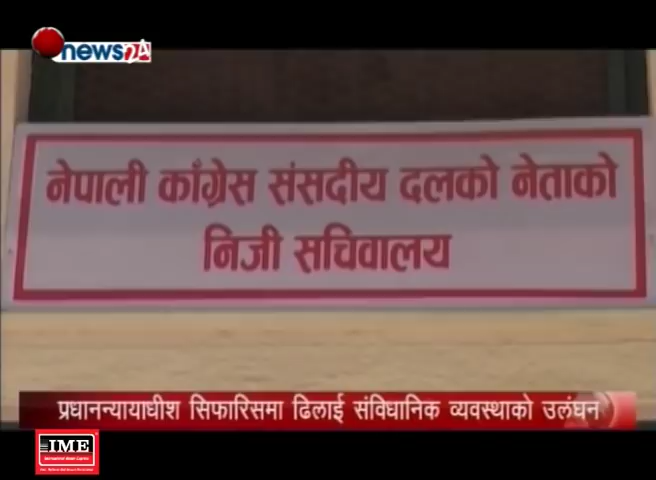 news24
नेपाली काँग्रेस संसदीय दलको नेताको
निजी सचिवालय
प्रधानन्यायाधीश सिफारिसमा ढिलाई संविधानिक व्यवस्थाको उलंघन
IME